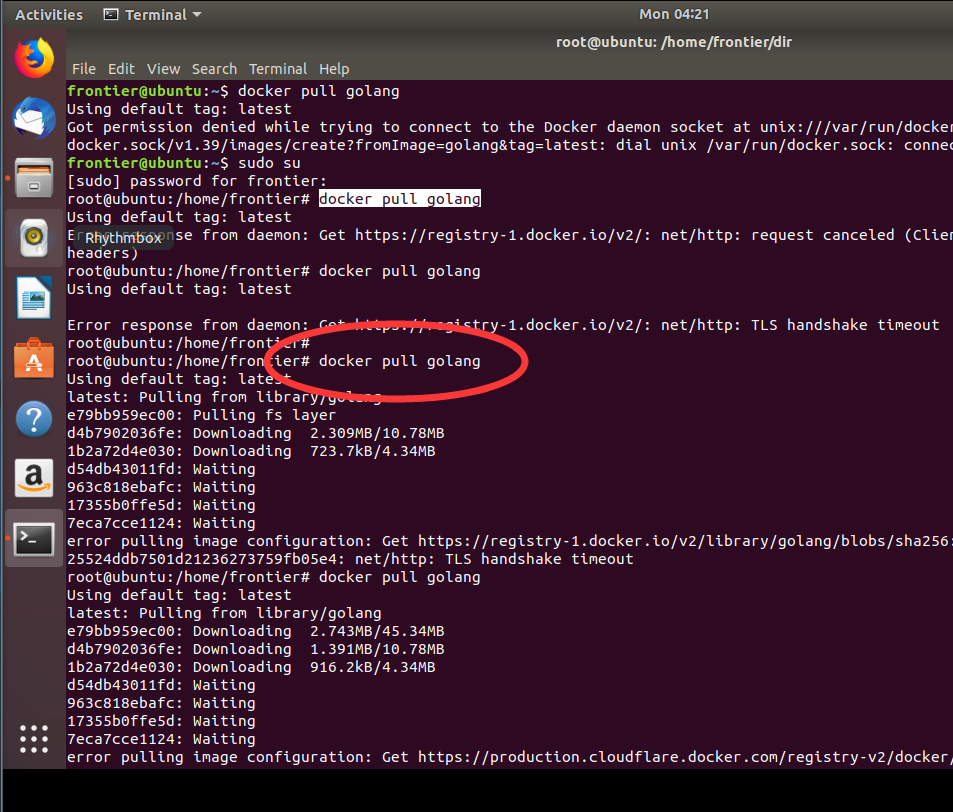 Activities
Terminal
Mon 04:21
root@ubuntu: /home/frontier/dir
File Edit View Search Terminal Help
frontier@ubuntu:~$ docker pull golang
Using default tag: latest
Got permission denied while trying to connect to the Docker daemon socket at unix:///var/run/docker
docker.sock/v1.39/images/create?fromImage=golang&tag=latest: dial unix /var/run/docker.sock: connec
frontier@ubuntu:~$ sudo su
[sudo] password for frontier:
root@ubuntu:/home/frontier# docker pull golang
Using default tag: latest
Rhythmbox
from daemon: Get https://registry-1.docker.io/v2/: net/http: request canceled (Clien
headers)
root@ubuntu:/home/frontier# docker pull golang
Using default tag: latest
Error response from daemon: Get https://registry-1.docker.io/v2/: net/http: TLS handshake timeout
root@ubuntu:/home/frontier#
root@ubuntu:/home/frontier# docker pull golang
Using default tag: latest
latest: Pulling from library/golang
e79bb959ec00: Pulling fs layer
d4b7902036fe: Downloading 2.309MB/10.78MB
1b2a72d4e030: Downloading 723.7kB/4.34MB
d54db43011fd: Waiting
963c818ebafc: Waiting
17355b0ffe5d: Waiting
7eca7cce1124: Waiting
error pulling image configuration: Get https://registry-1.docker.io/v2/library/golang/blobs/sha256:
25524ddb7501d21236273759fb05e4: net/http: TLS handshake timeout
root@ubuntu:/home/frontier# docker pull golang
Using default tag: latest
latest: Pulling from library/golang
e79bb959ec00: Downloading 2.743MB/45.34MB
d4b7902036fe: Downloading 1.391MB/10.78MB
1b2a72d4e030: Downloading 916.2kB/4.34MB
d54db43011fd: Waiting
963c818ebafc: Waiting
17355b0ffe5d: Waiting
7eca7cce1124: Waiting
error pulling image configuration: Get https://production.cloudflare.docker.com/registry-v2/docker/